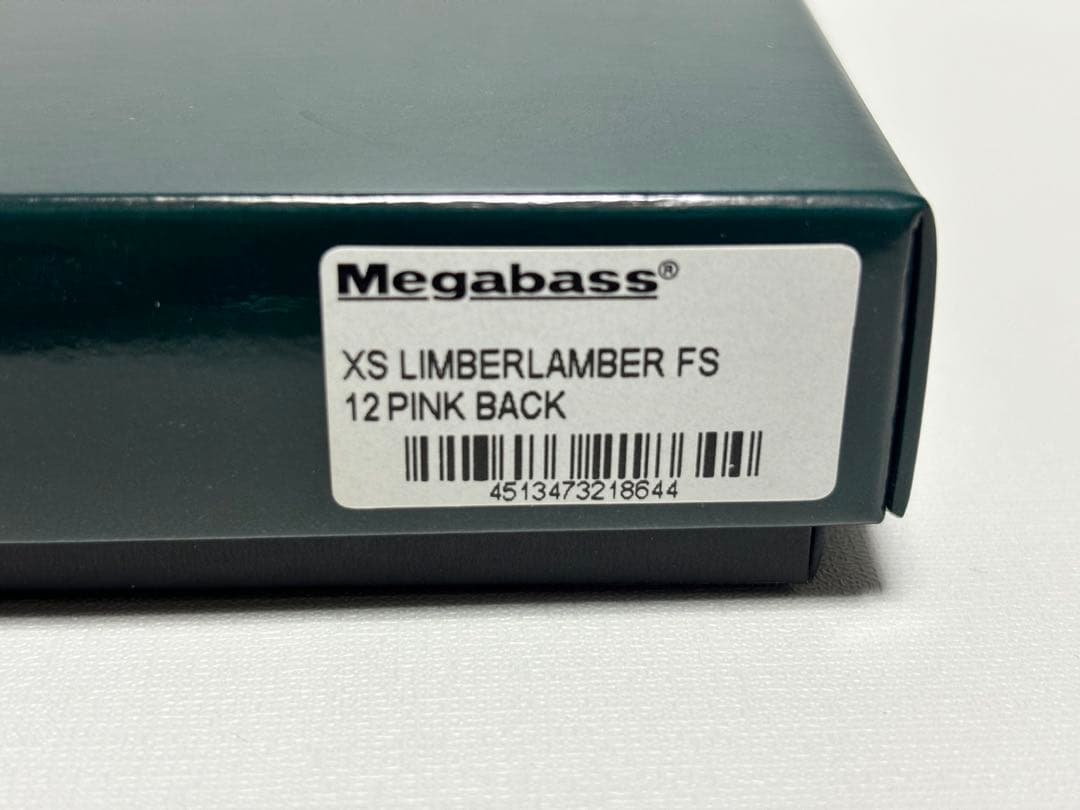 Megabass®
XS LIMBERLAMBER FS
12 PINK BACK
4513473218644